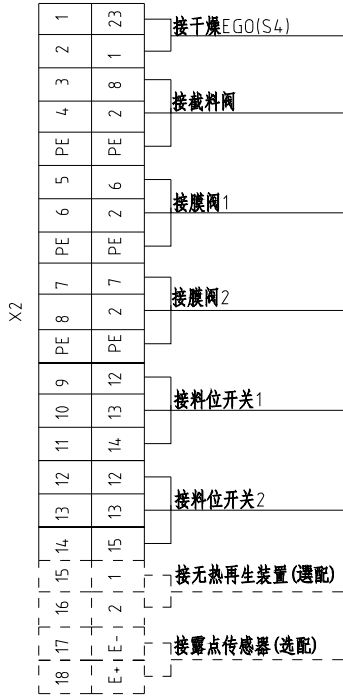 X2
1 23 接干燥EGO(S4)
2 1
3 8 接截料阀
4 2
PE PE
5 6 接膜阀1
6 2
PE PE
7 7 接膜阀2
8 2
PE PE
9 12 接料位开关1
10 13
11 14
12 12 接料位开关2
13 13
14 15
15 1 接无热再生装置(選配)
16 2
17 E- 接露点传感器(选配)
18 E+